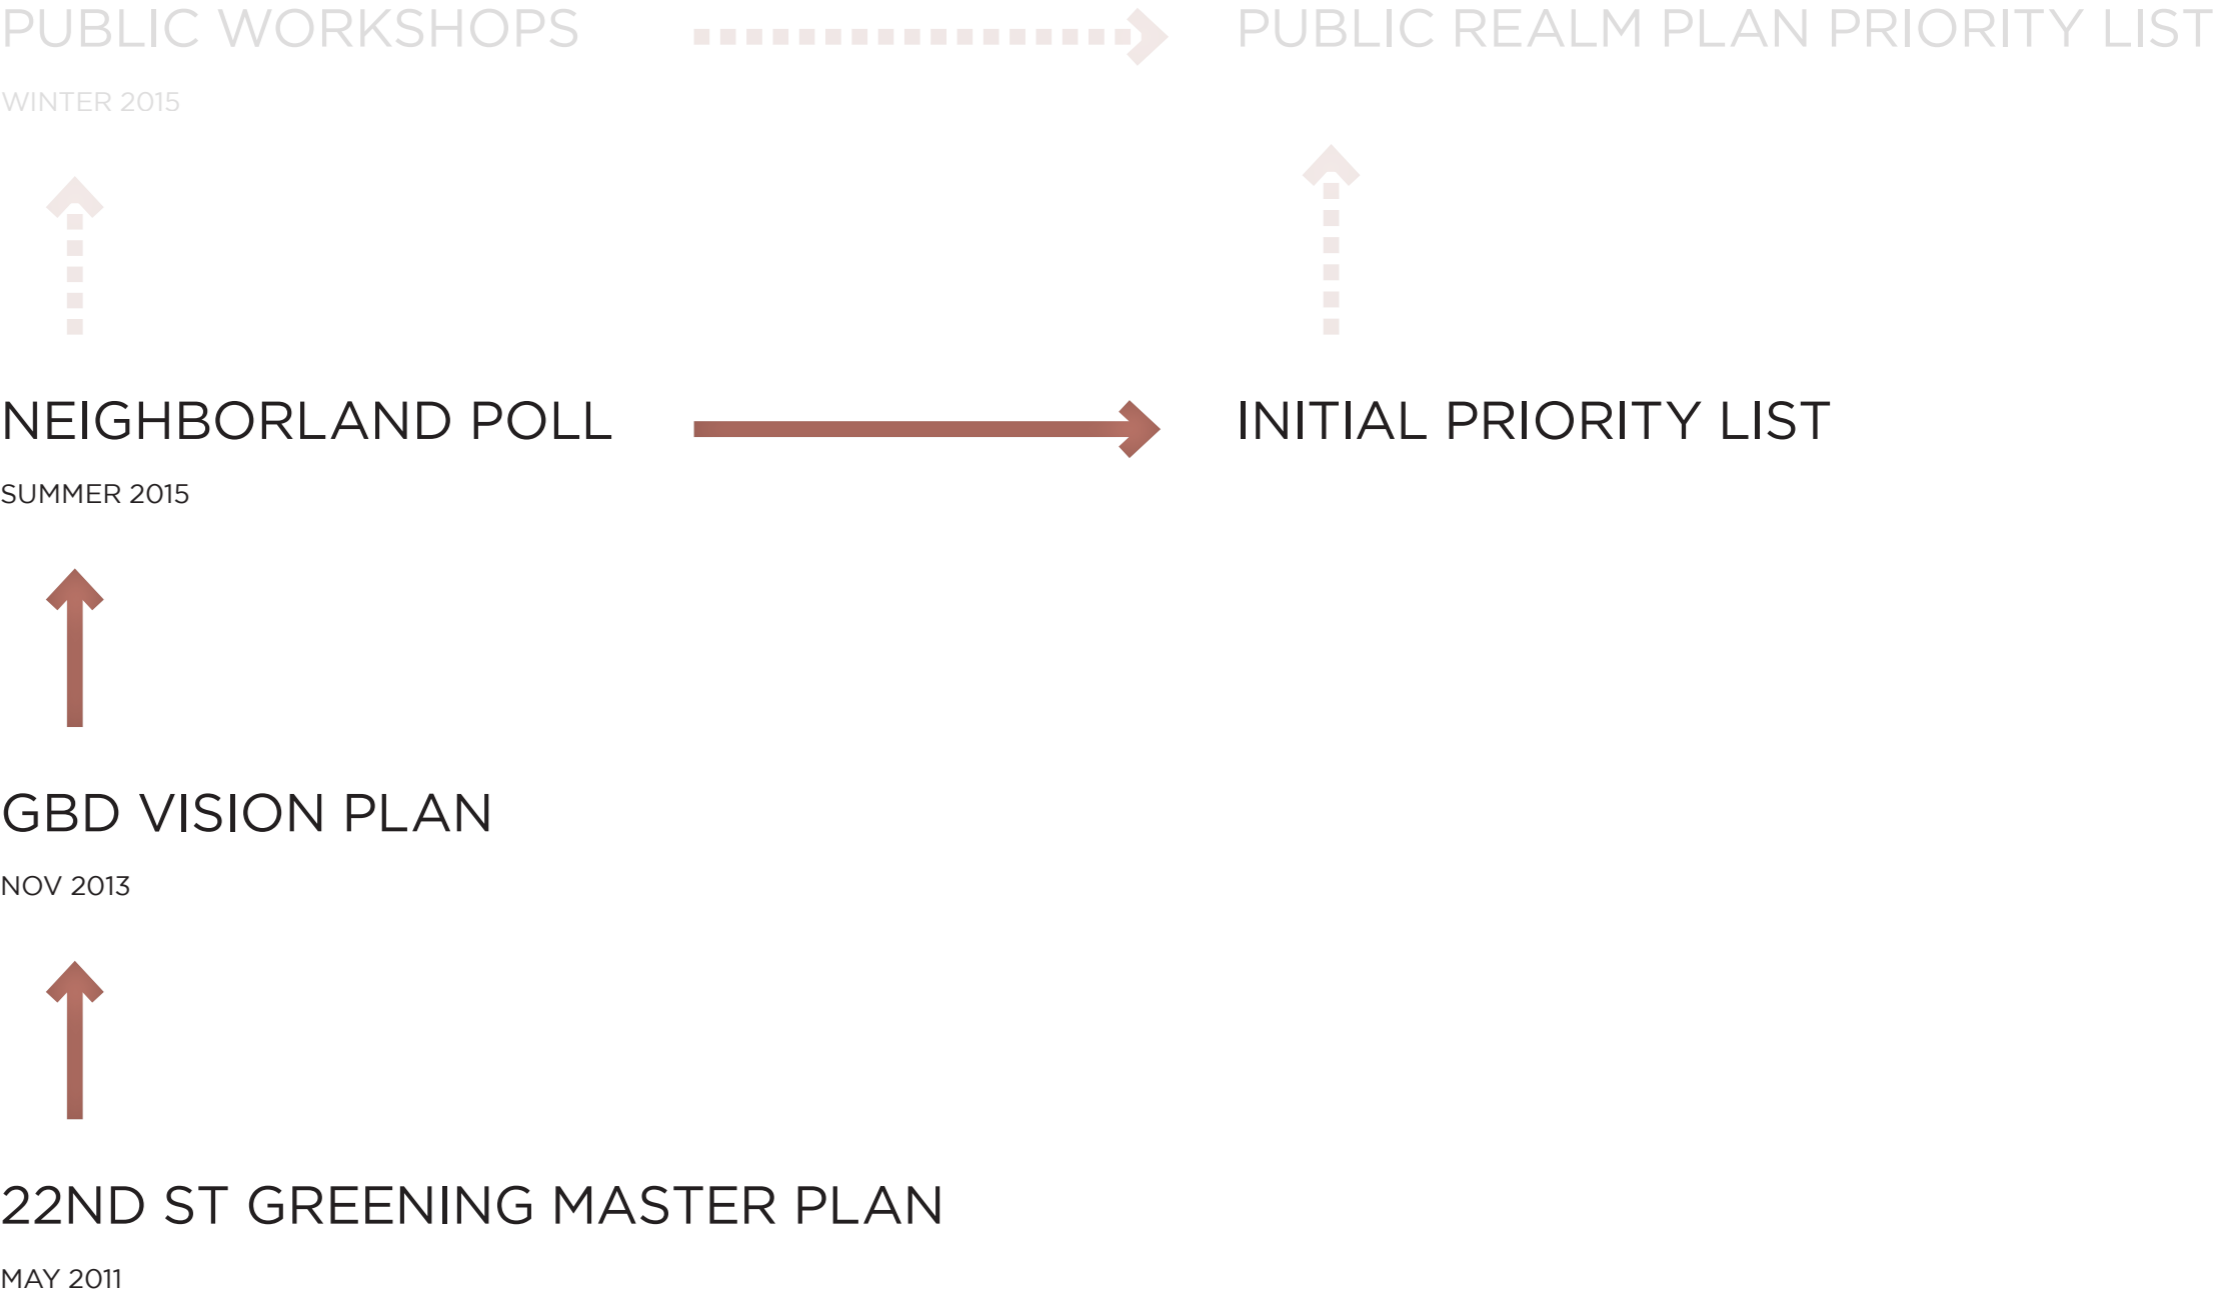 PUBLIC WORKSHOPS
PUBLIC REALM PLAN PRIORITY LIST
WINTER 2015
NEIGHBORLAND POLL
INITIAL PRIORITY LIST
SUMMER 2015
GBD VISION PLAN
NOV 2013
22ND ST GREENING MASTER PLAN
MAY 2011